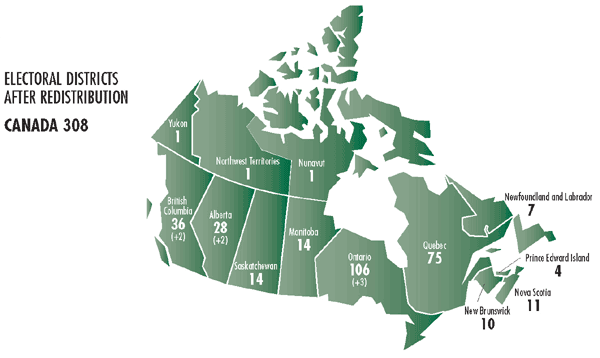 ELECTORAL DISTRICTS
AFTER REDISTRIBUTION
CANADA 308
Yukon
1
Northwest Territories
1
Nunavut
1
British
Columbia
36
(+2)
Alberta
28
(+2)
Saskatchewan
14
Manitoba
14
Ontario
106
(+3)
Quebec
75
Newfoundland and Labrador
7
Prince Edward Island
4
Nova Scotia
11
New Brunswick
10